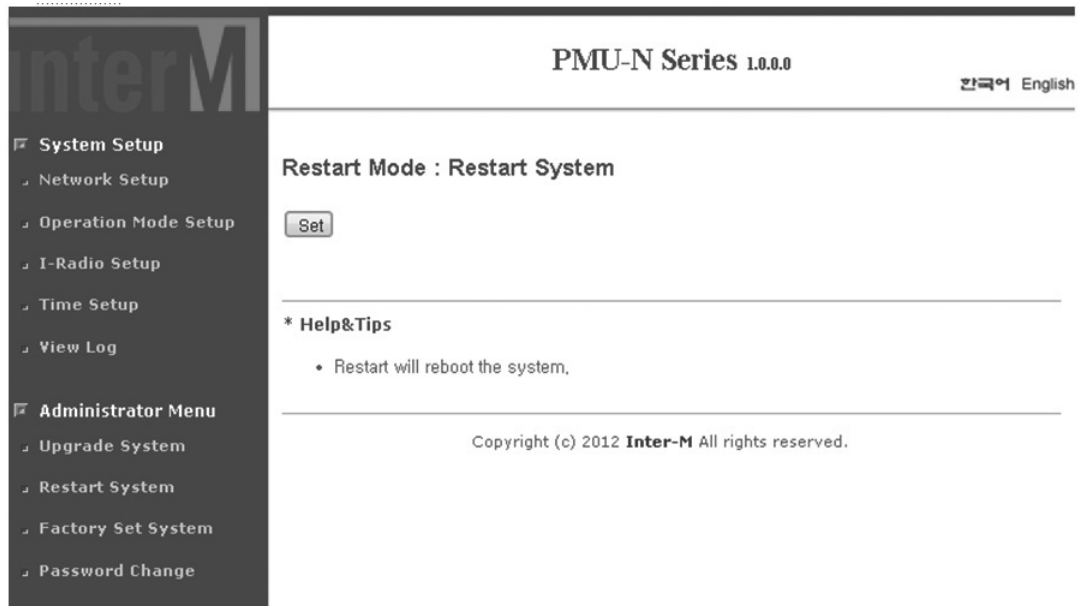 inter M
PMU-N Series 1.0.0.0
한국어 English
System Setup
Network Setup
Operation Mode Setup
I-Radio Setup
Time Setup
View Log
Administrator Menu
Upgrade System
Restart System
Factory Set System
Password Change
Restart Mode : Restart System
Set
* Help&Tips
• Restart will reboot the system,
Copyright (c) 2012 Inter-M All rights reserved.